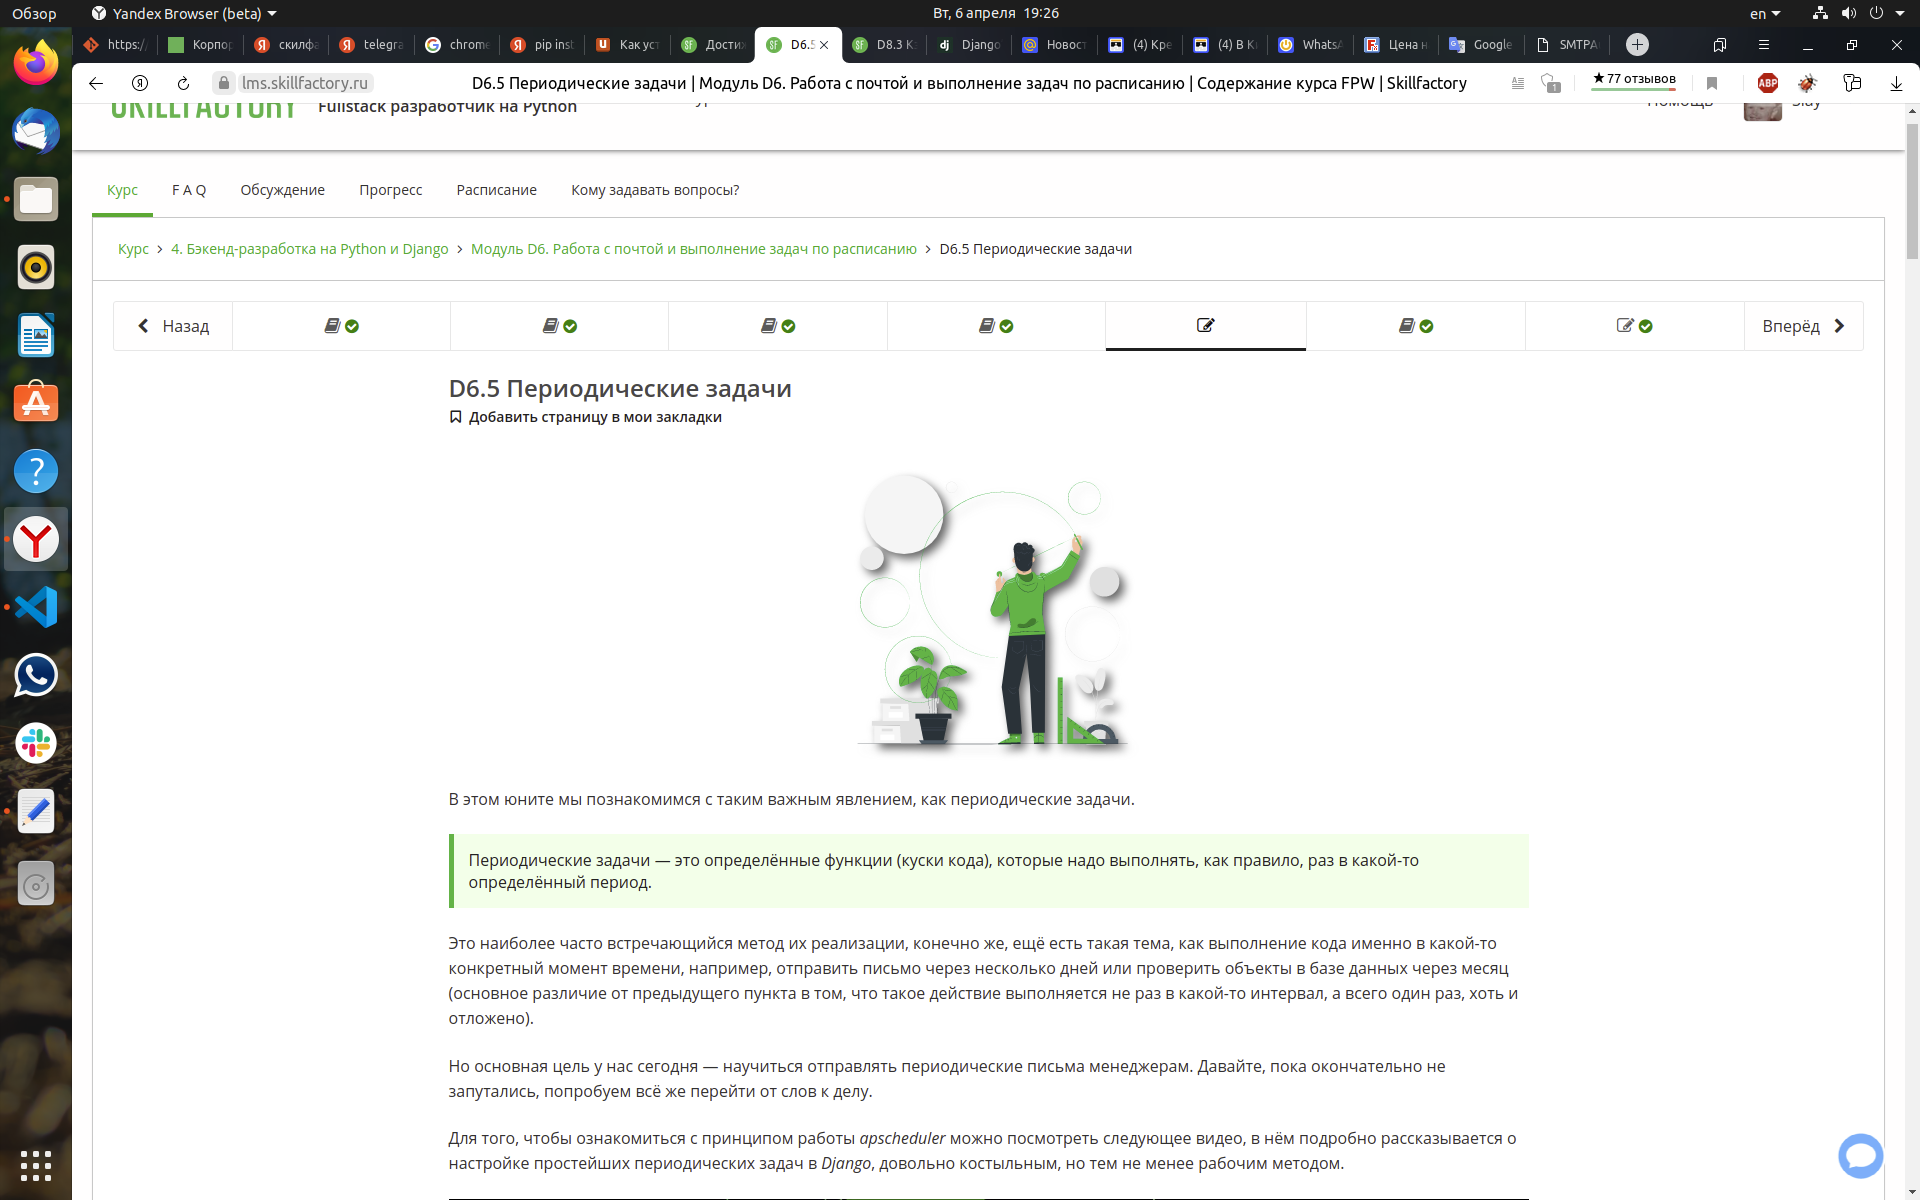 Обзор
Yandex Browser (beta)
Вт, 6 апреля 19:26
en
https:/
Корпор
скилфа
telegra
chrome
pip inst
Как уст
Достиж
D6.5
D8.3 К
Django
Новост
(4) Кре
(4) В К
WhatsA
Цена н
Google
SMTPA
lms.skillfactory.ru
D6.5 Периодические задачи | Модуль D6. Работа с почтой и выполнение задач по расписанию | Содержание курса FPW | Skillfactory
★77 отзывов
1
ABP
SKILLFACTORY
Fullstack разработчик на Python
Помощь
Slay
Курс
F A Q
Обсуждение
Прогресс
Расписание
Кому задавать вопросы?
Курс > 4. Бэкенд-разработка на Python и Django > Модуль D6. Работа с почтой и выполнение задач по расписанию > D6.5 Периодические задачи
Назад
Вперёд
D6.5 Периодические задачи
Добавить страницу в мои закладки
В этом юните мы познакомимся с таким важным явлением, как периодические задачи.
Периодические задачи — это определённые функции (куски кода), которые надо выполнять, как правило, раз в какой-то
определённый период.
Это наиболее часто встречающийся метод их реализации, конечно же, ещё есть такая тема, как выполнение кода именно в какой-то
конкретный момент времени, например, отправить письмо через несколько дней или проверить объекты в базе данных через месяц
(основное различие от предыдущего пункта в том, что такое действие выполняется не раз в какой-то интервал, а всего один раз, хоть и
отложено).
Но основная цель у нас сегодня — научиться отправлять периодические письма менеджерам. Давайте, пока окончательно не
запутались, попробуем всё же перейти от слов к делу.
Для того, чтобы ознакомиться с принципом работы apscheduler можно посмотреть следующее видео, в нём подробно рассказывается о
настройке простейших периодических задач в Django, довольно костыльным, но тем не менее рабочим методом.